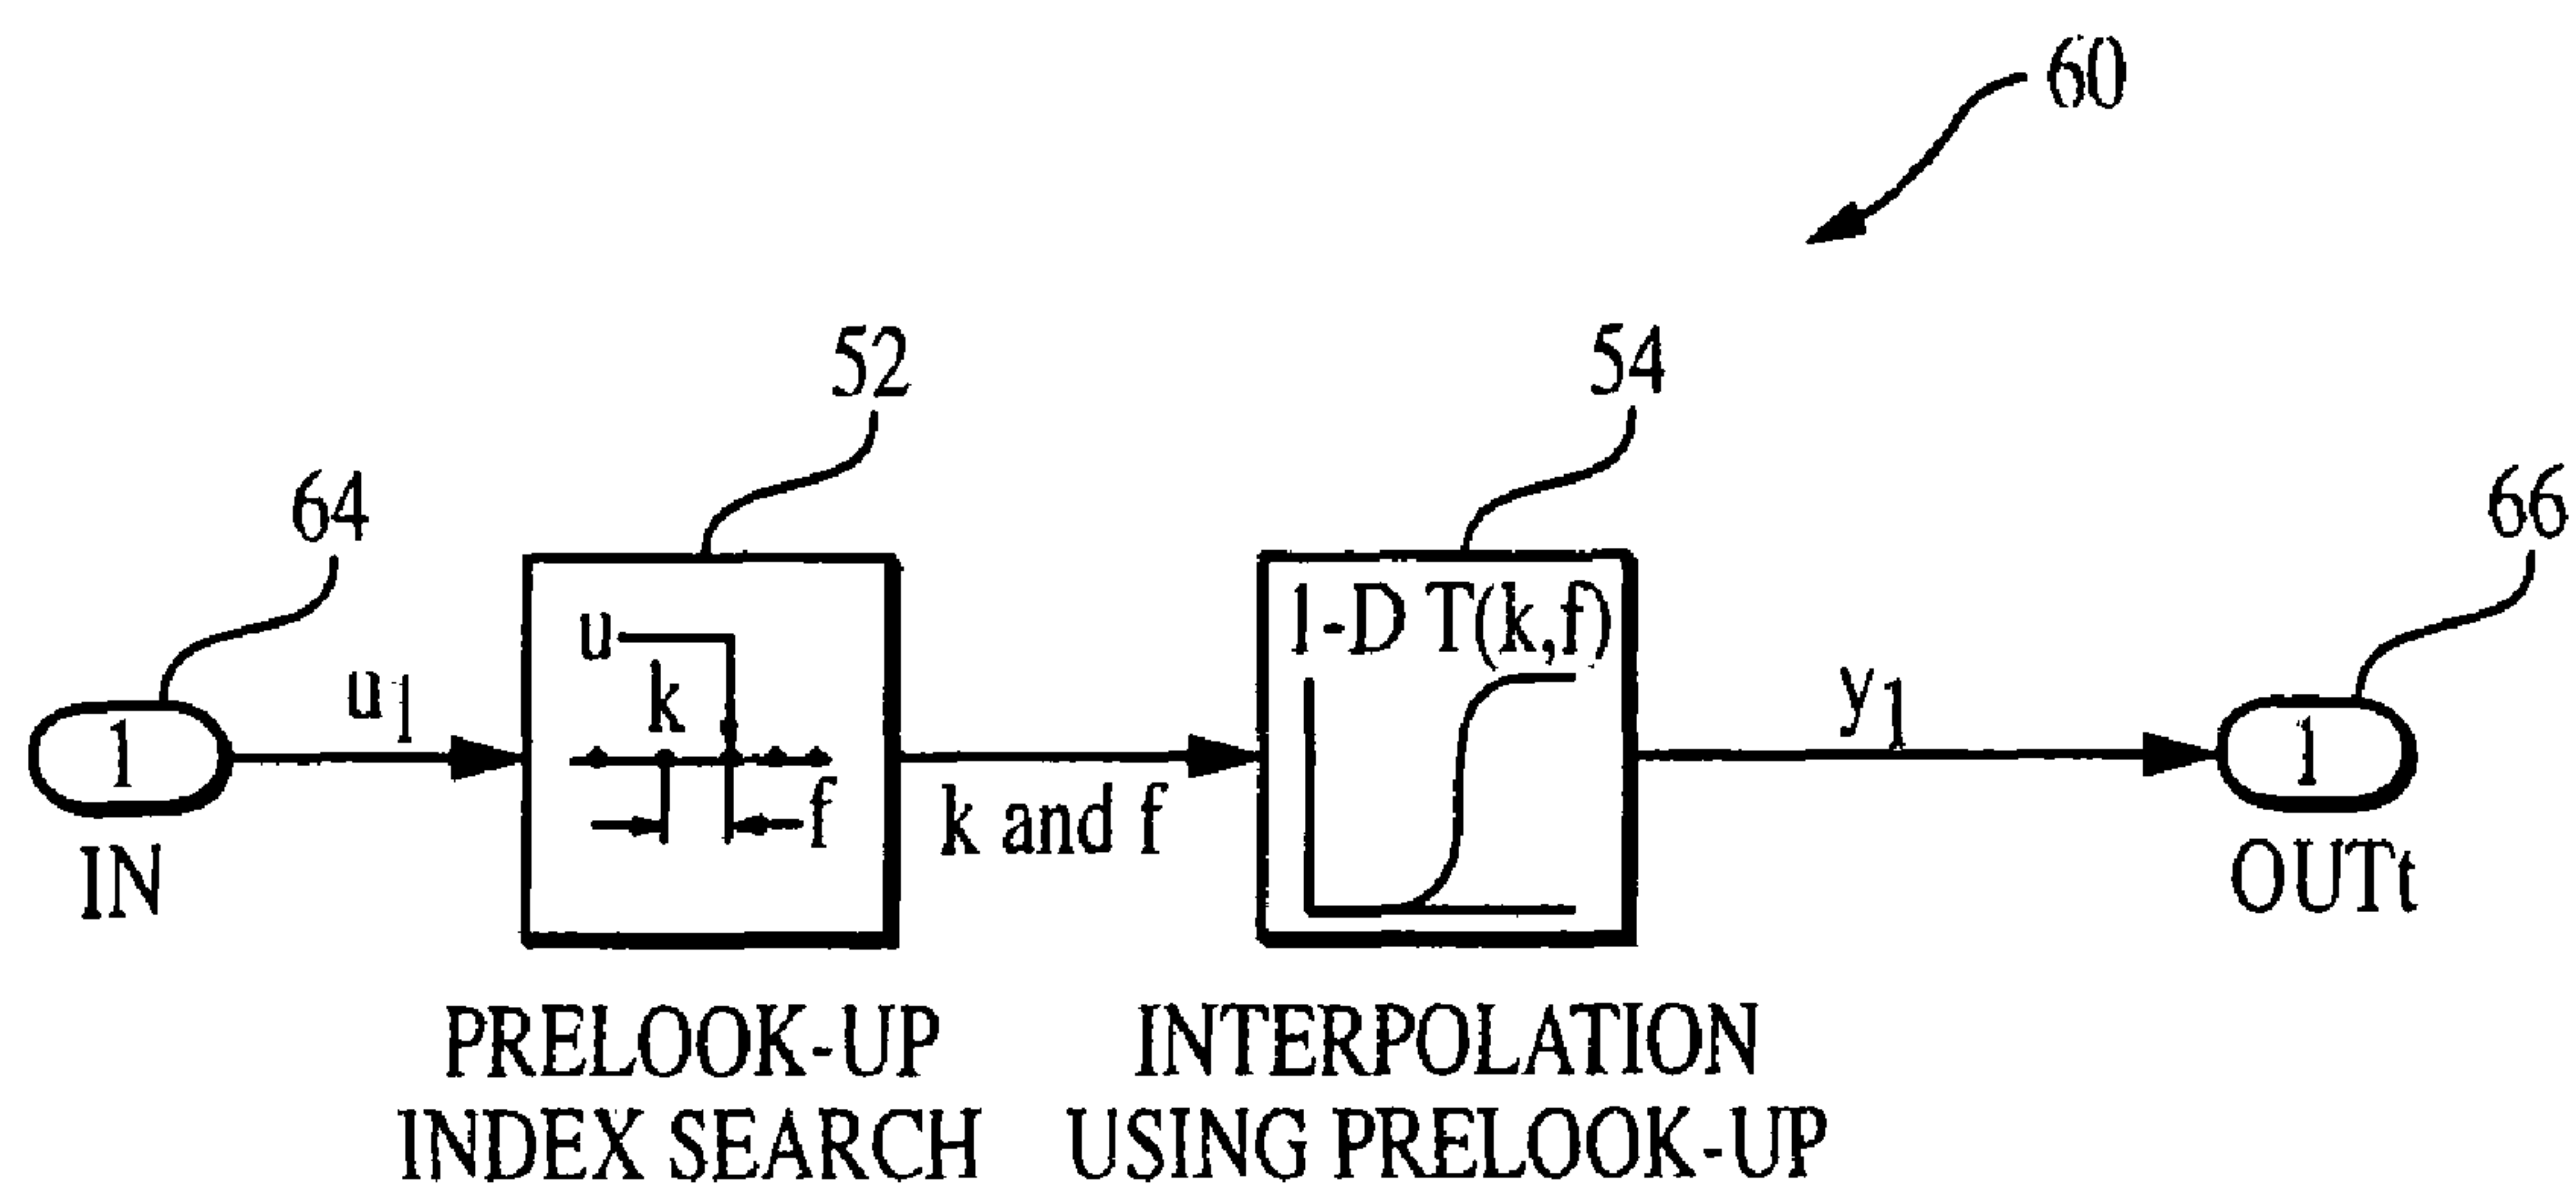 60
52
54
64
66
1-D T(k,f)
u
k
f
u1
y1
1
1
k and f
IN
OUTt
PRELOOK-UP
INDEX SEARCH
INTERPOLATION
USING PRELOOK-UP